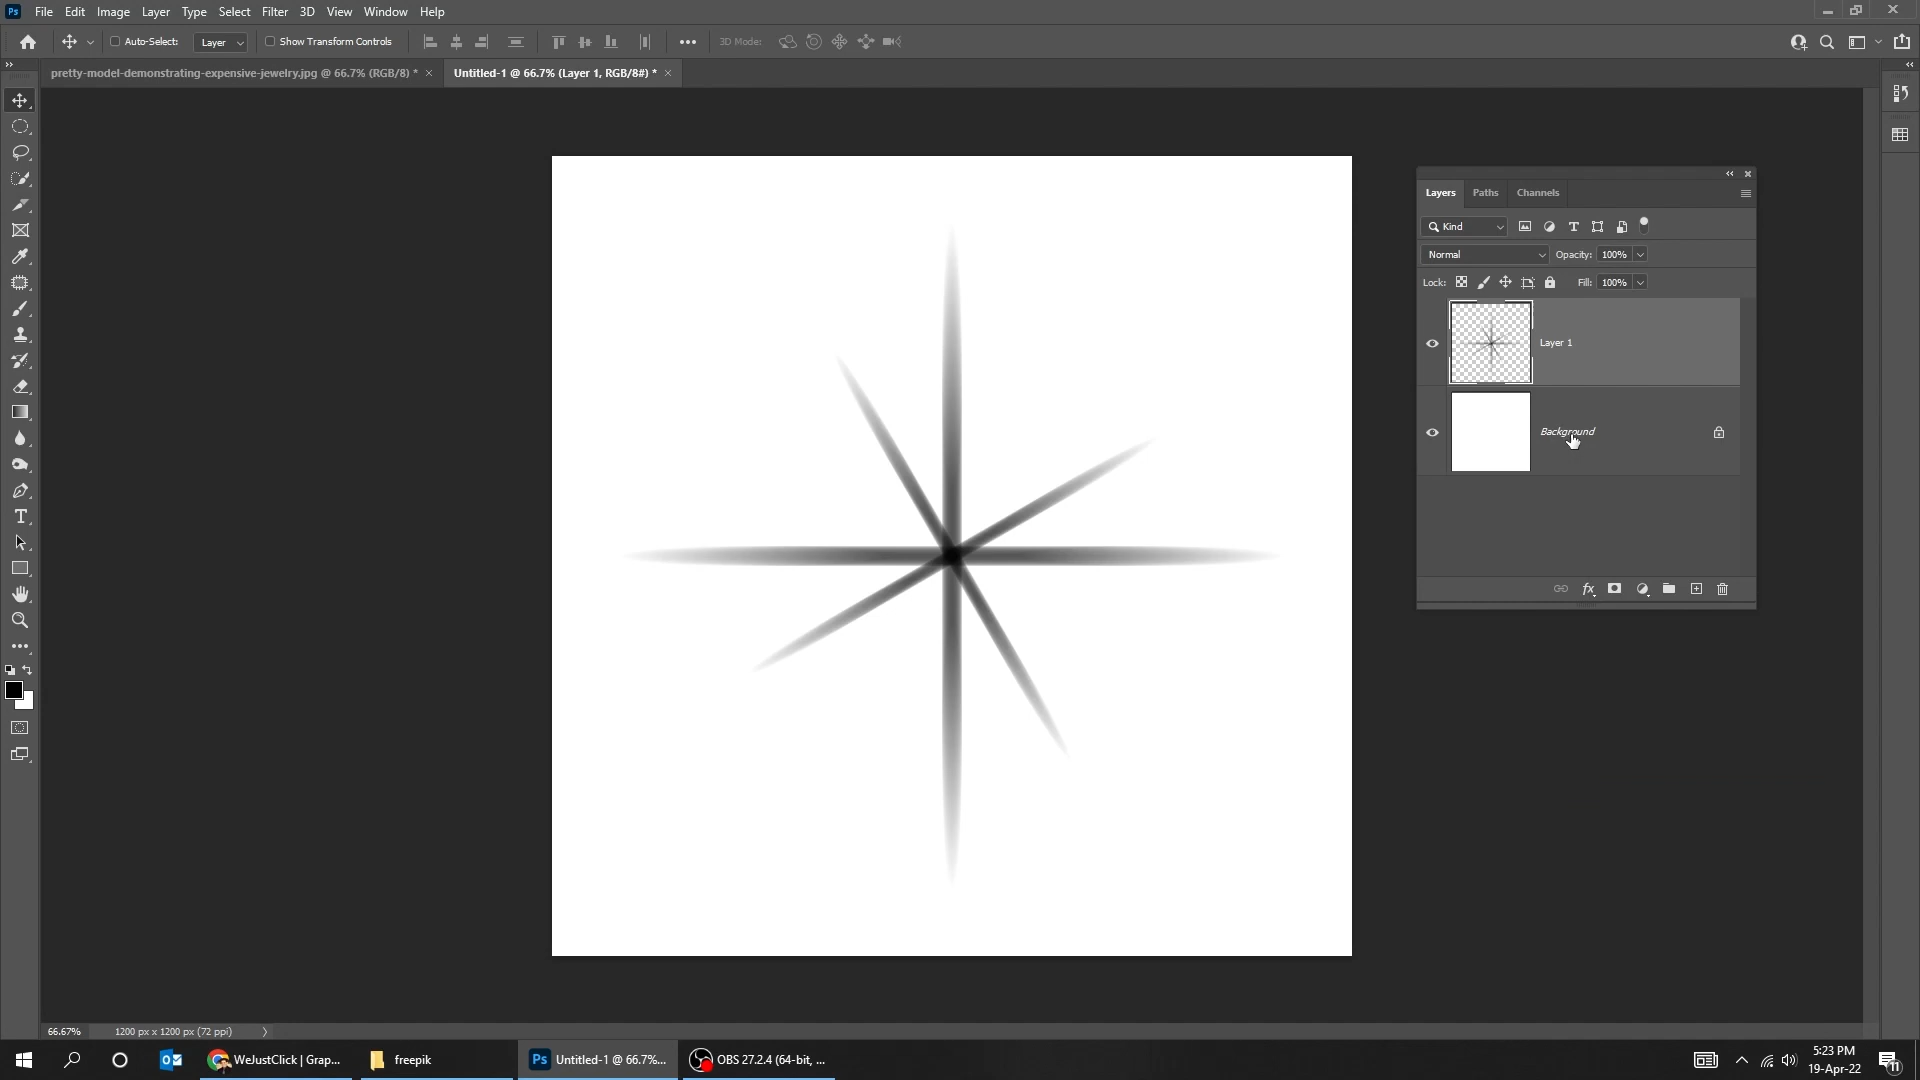 Ps File Edit Image Layer Type Select Filter 3D View Window Help
Auto-Select: Layer Show Transform Controls 3D Mode:
pretty-model-demonstrating-expensive-jewelry.jpg @ 66.7% (RGB/8) * × Untitled-1 @ 66.7% (Layer 1, RGB/8#) * ×
Layers Paths Channels
Kind
Normal Opacity: 100%
Lock: Fill: 100%
Layer 1
Background
fx
66.67% 1200 px x 1200 px (72 ppi)
WeJustClick | Grap... freepik Ps Untitled-1 @ 66.7%... OBS 27.2.4 (64-bit, ...
5:23 PM
19-Apr-22
11